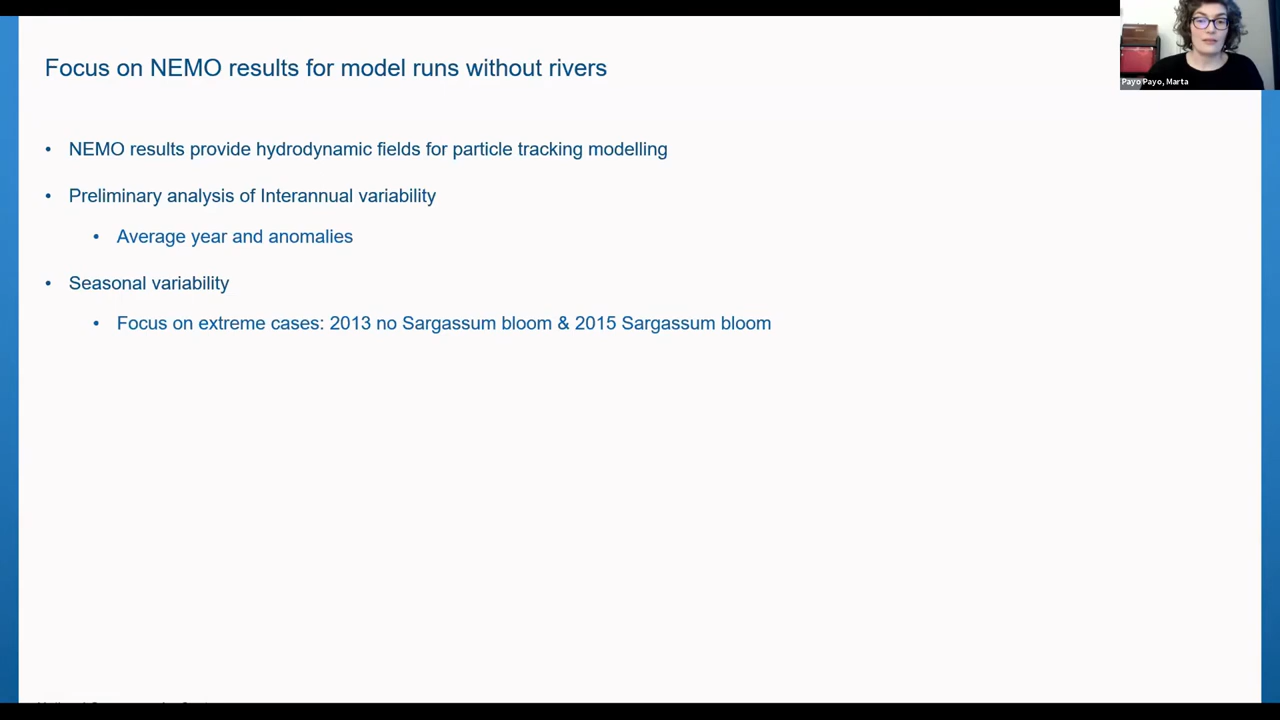 Focus on NEMO results for model runs without rivers
• NEMO results provide hydrodynamic fields for particle tracking modelling
• Preliminary analysis of Interannual variability
• Average year and anomalies
• Seasonal variability
• Focus on extreme cases: 2013 no Sargassum bloom & 2015 Sargassum bloom
Payo Payo, Marta